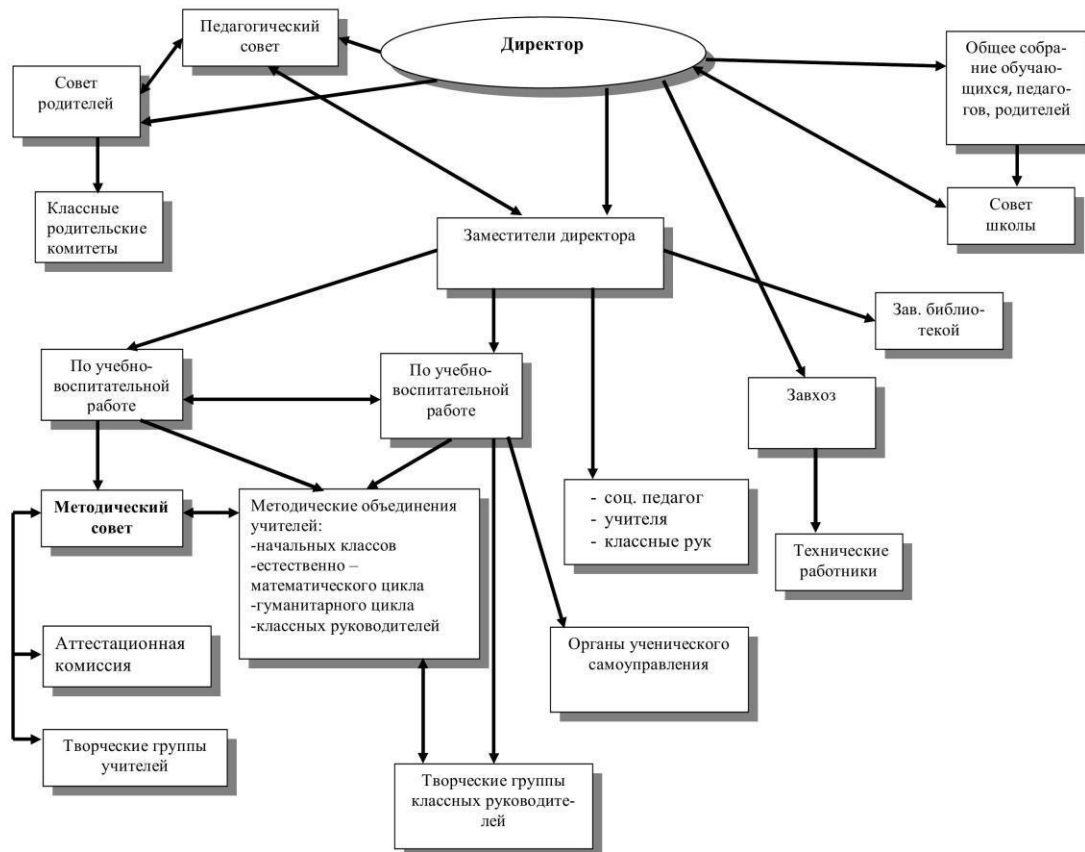 Педагогический
совет
Директор
Общее собра-
ние обучаю-
щихся, педаго-
гов, родителей
Совет
родителей
Классные
родительские
комитеты
Совет
школы
Заместители директора
Зав. библио-
текой
По учебно-
воспитательной
работе
По учебно-
воспитательной
работе
Завхоз
Методический
совет
Методические объединения
учителей:
-начальных классов
-естественно –
математического цикла
-гуманитарного цикла
-классных руководителей
- соц. педагог
- учителя
- классные рук
Технические
работники
Аттестационная
комиссия
Органы ученического
самоуправления
Творческие группы
учителей
Творческие группы
классных руководите-
лей